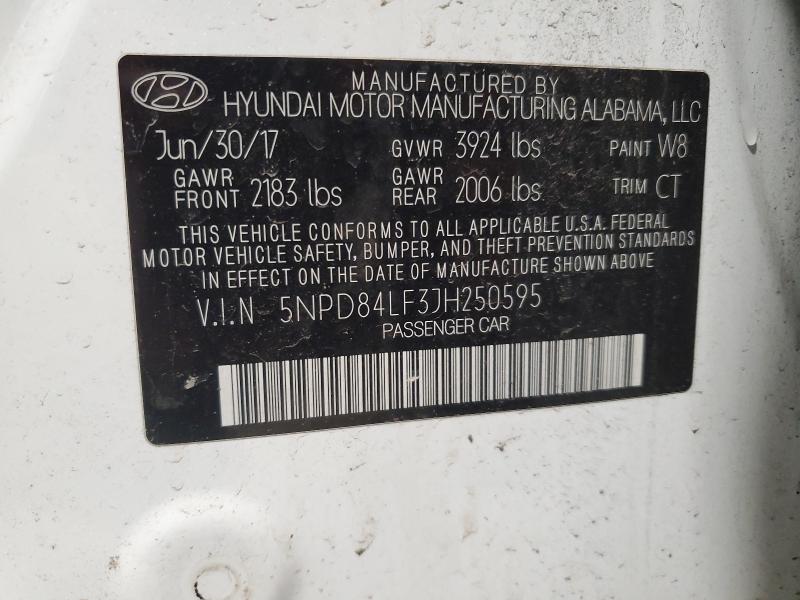 MANUFACTURED BY
HYUNDAI MOTOR MANUFACTURING ALABAMA, LLC
Jun/30/17 GVWR 3924 lbs PAINT W8
GAWR FRONT 2183 lbs GAWR REAR 2006 lbs TRIM CT
THIS VEHICLE CONFORMS TO ALL APPLICABLE U.S.A. FEDERAL
MOTOR VEHICLE SAFETY, BUMPER, AND THEFT PREVENTION STANDARDS
IN EFFECT ON THE DATE OF MANUFACTURE SHOWN ABOVE
V.I.N 5NPD84LF3JH250595
PASSENGER CAR